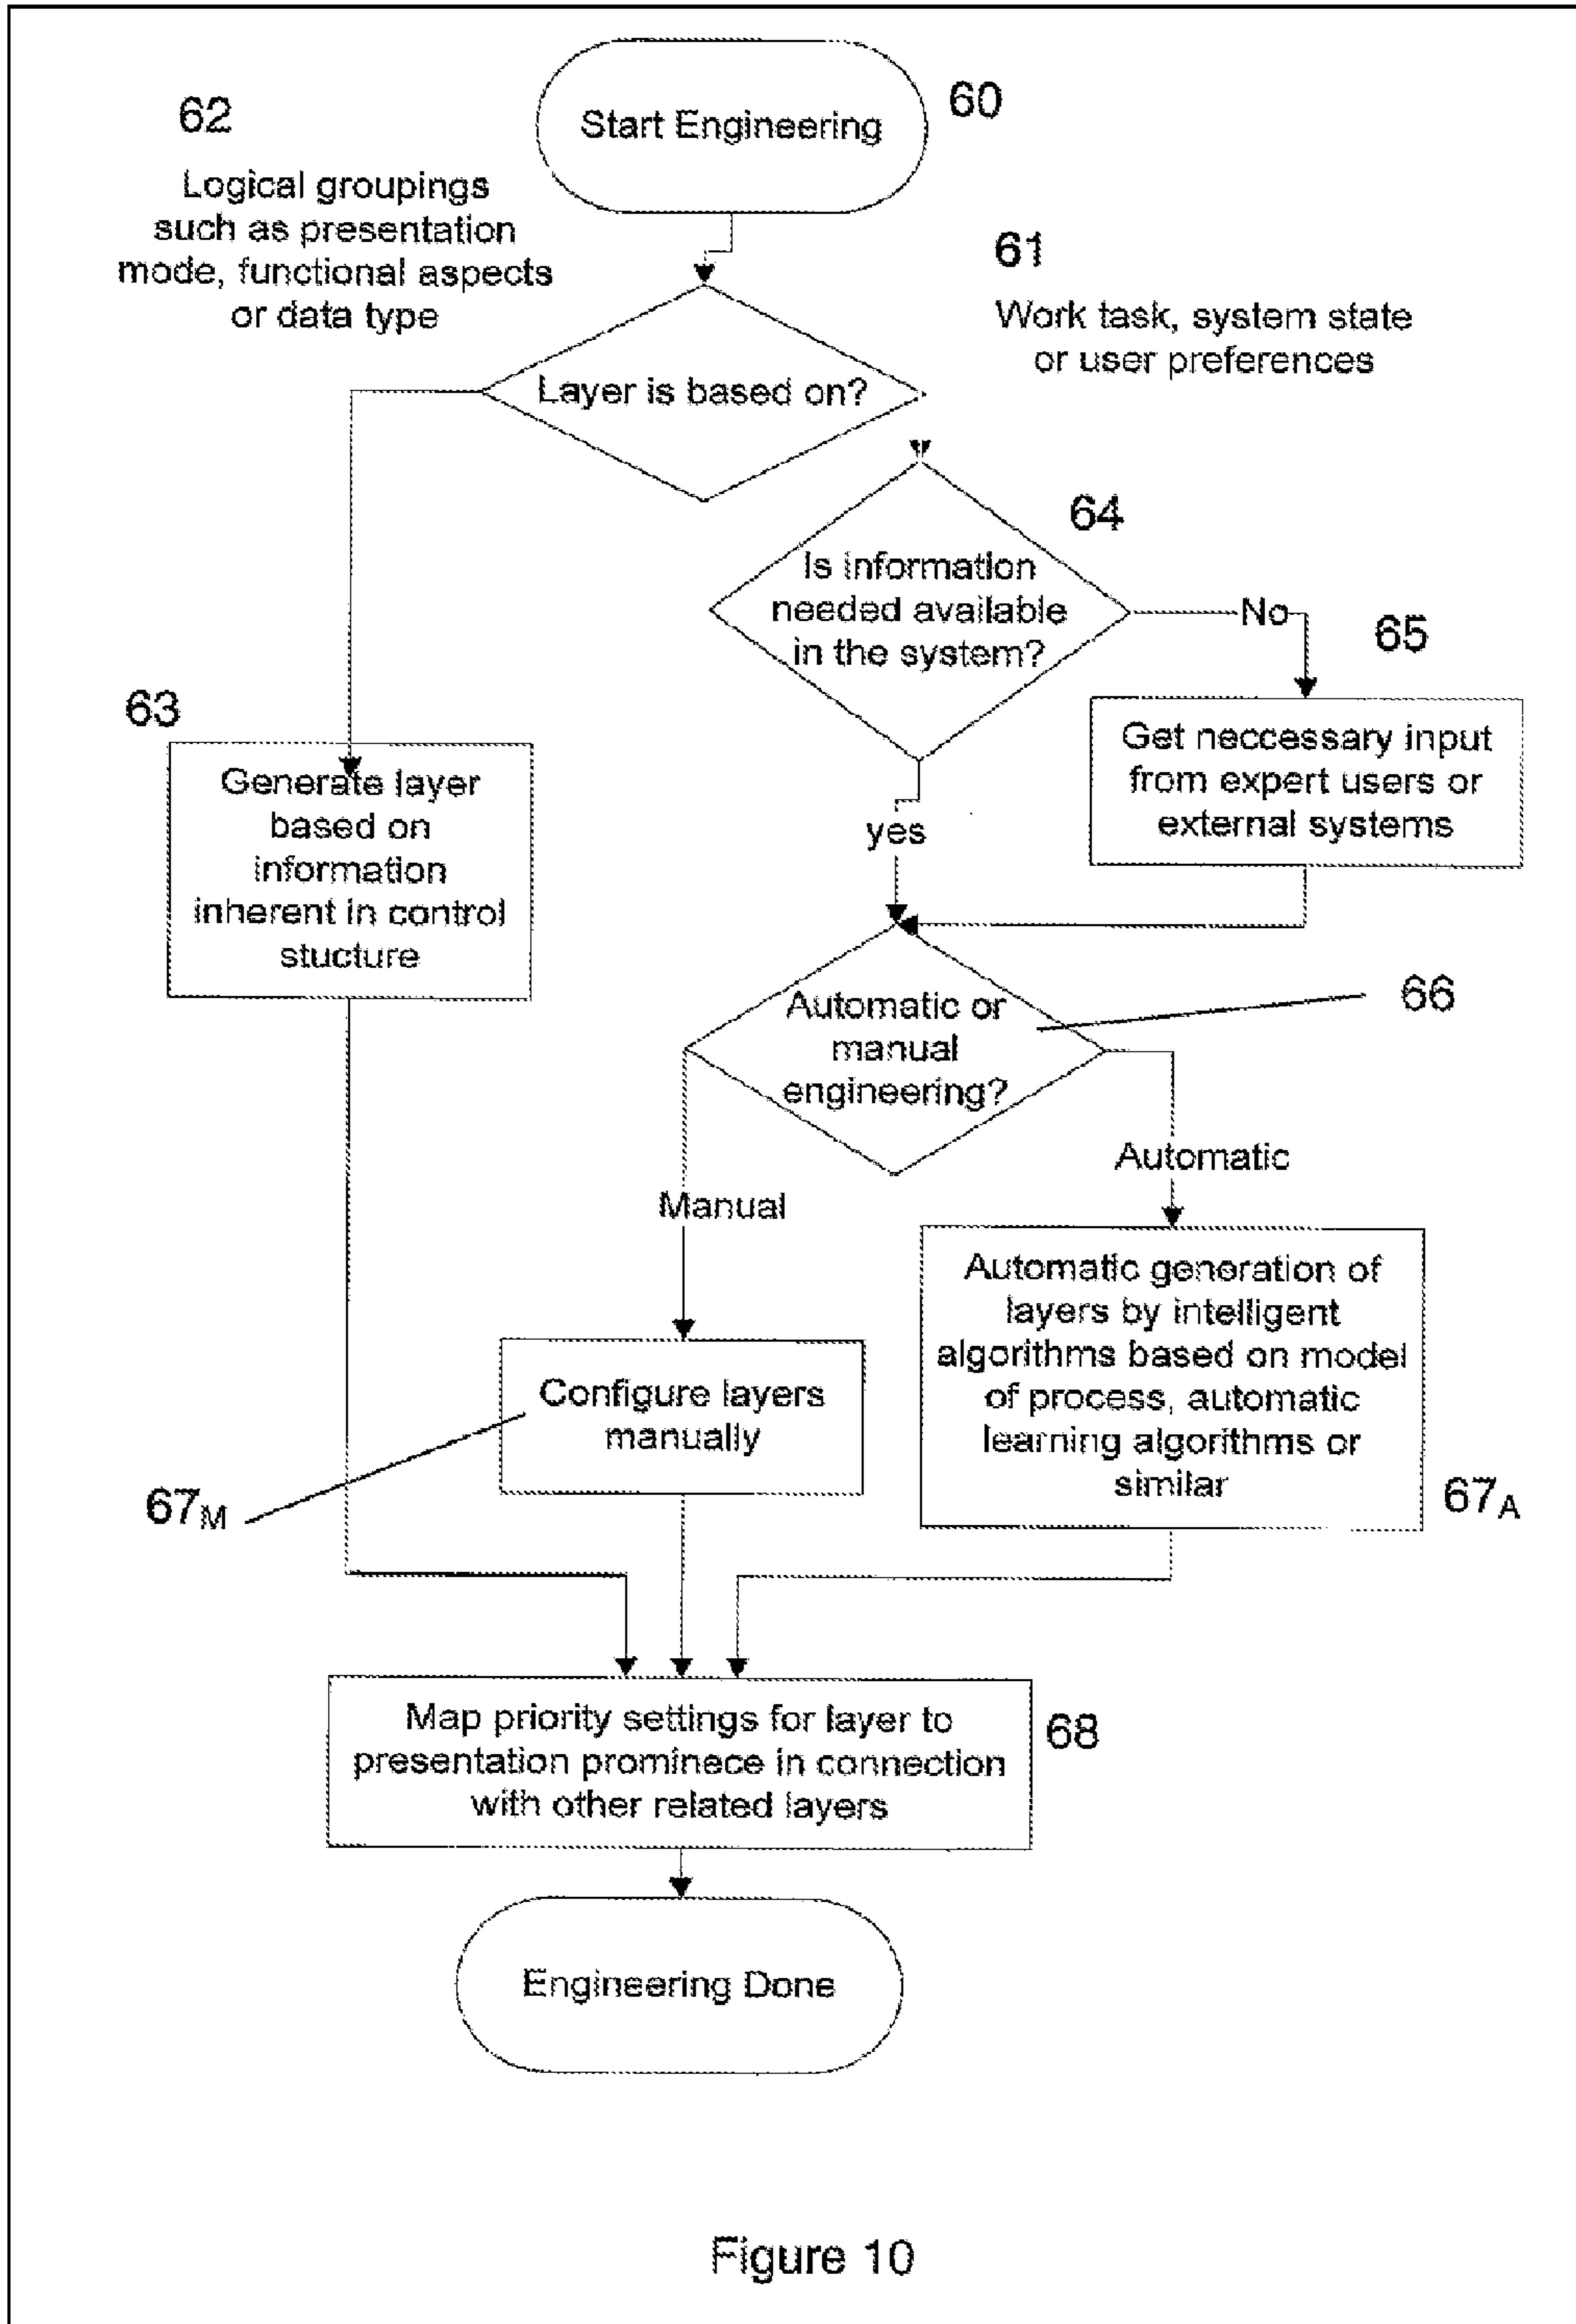 Start Engineering
60
62
Logical groupings
such as presentation
mode, functional aspects
or data type
61
Work task, system state
or user preferences
Layer is based on?
64
Is information
needed available
in the system?
No
65
Get neccessary input
from expert users or
external systems
yes
63
Generate layer
based on
information
inherent in control
stucture
Automatic or
manual
engineering?
66
Manual
Automatic
Configure layers
manually
67M
Automatic generation of
layers by intelligent
algorithms based on model
of process, automatic
learning algorithms or
similar
67A
Map priority settings for layer to
presentation prominece in connection
with other related layers
68
Engineering Done
Figure 10